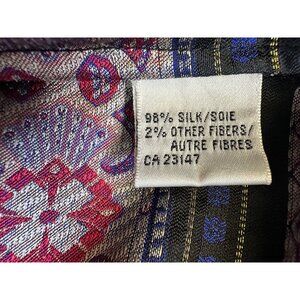 98% SILK/SOIE
2% OTHER FIBERS/
AUTRE FIBRES
CA 23147